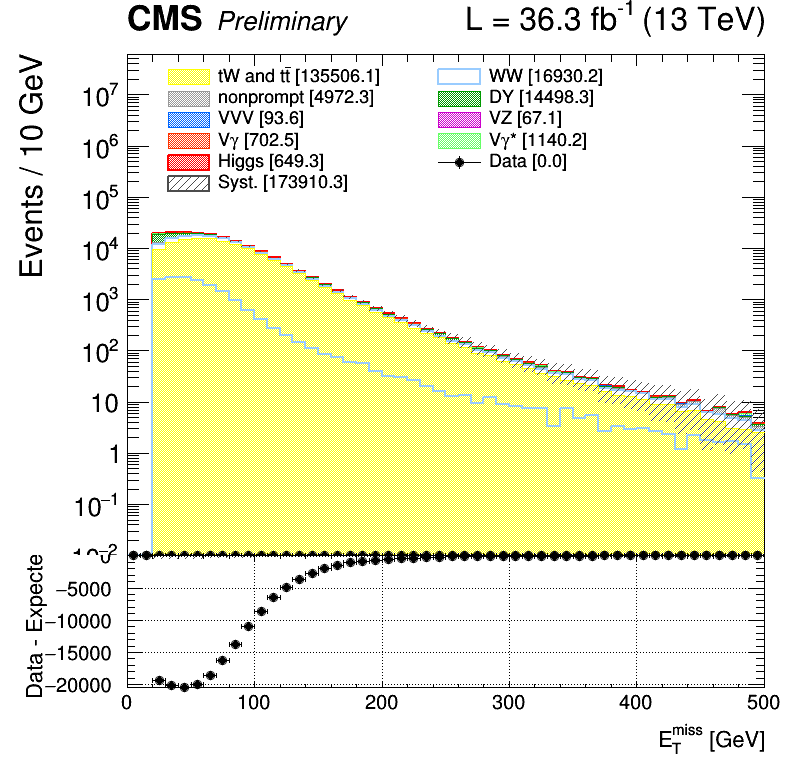 CMS Preliminary L = 36.3 fb⁻¹ (13 TeV)
Events / 10 GeV
tW and tt̄ [135506.1] WW [16930.2]
nonprompt [4972.3] DY [14498.3]
VVV [93.6] VZ [67.1]
Vγ [702.5] Vγ* [1140.2]
Higgs [649.3] Data [0.0]
Syst. [173910.3]
10⁷
10⁶
10⁵
10⁴
10³
10²
10
1
10⁻¹
Data - Expecte
−5000
−10000
−15000
−20000
0 100 200 300 400 500
E_T^miss [GeV]